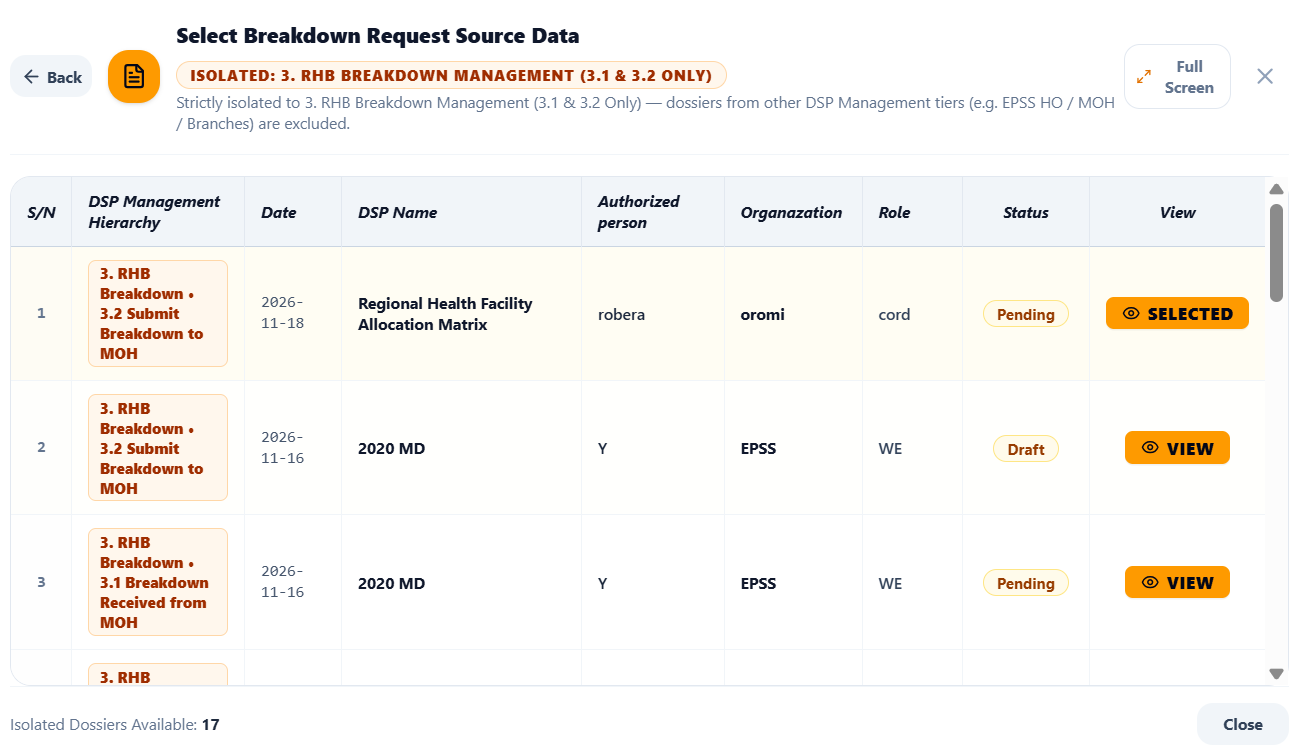 Select Breakdown Request Source Data
Back
ISOLATED: 3. RHB BREAKDOWN MANAGEMENT (3.1 & 3.2 ONLY)
Strictly isolated to 3. RHB Breakdown Management (3.1 & 3.2 Only) — dossiers from other DSP Management tiers (e.g. EPSS HO / MOH
/ Branches) are excluded.
Full
Screen
S/N
DSP Management
Hierarchy
Date
DSP Name
Authorized
person
Organazation
Role
Status
View
1
3. RHB
Breakdown •
3.2 Submit
Breakdown to
MOH
2026-
11-18
Regional Health Facility
Allocation Matrix
robera
oromi
cord
Pending
SELECTED
2
3. RHB
Breakdown •
3.2 Submit
Breakdown to
MOH
2026-
11-16
2020 MD
Y
EPSS
WE
Draft
VIEW
3
3. RHB
Breakdown •
3.1 Breakdown
Received from
MOH
2026-
11-16
2020 MD
Y
EPSS
WE
Pending
VIEW
3. RHB
Isolated Dossiers Available: 17
Close